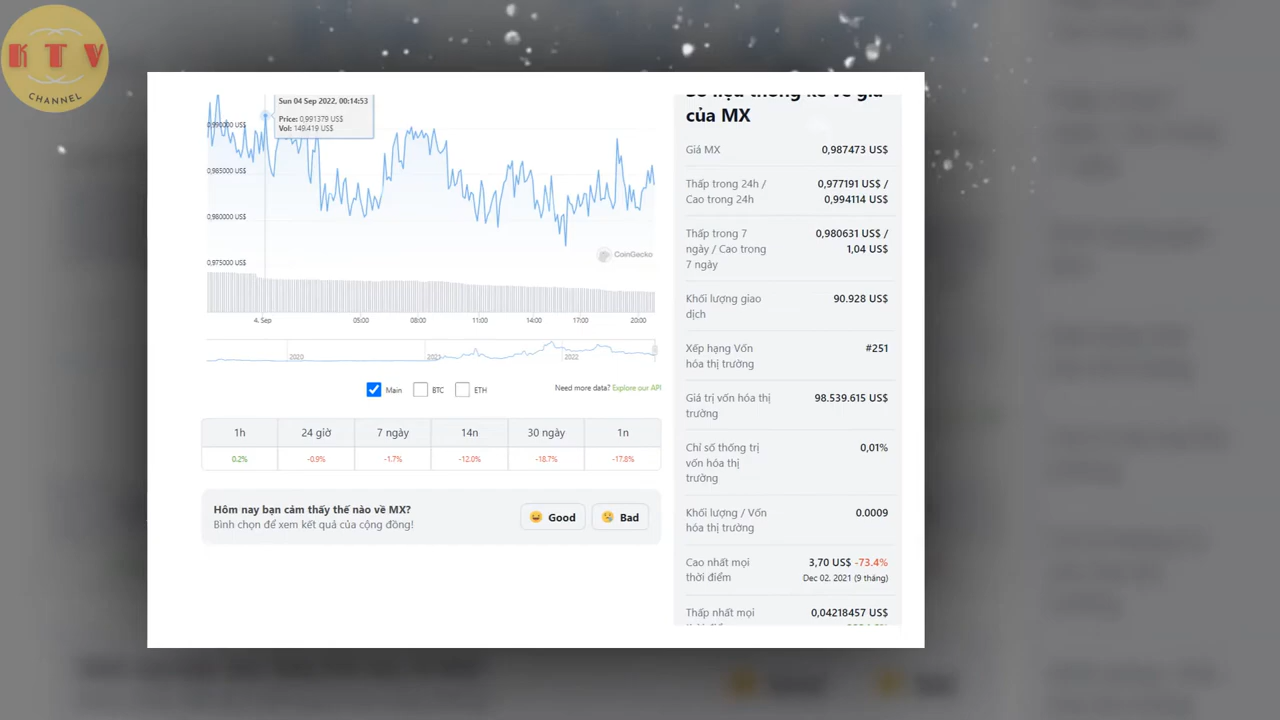 KTV
CHANNEL
Sun 04 Sep 2022, 00:14:53
Price: 0,991379 US$
Vol: 149.419 US$
0,990000 US$
0,985000 US$
0,980000 US$
0,975000 US$
CoinGecko
4. Sep 05:00 08:00 11:00 14:00 17:00 20:00
2020 2021 2022
Main BTC ETH
Need more data? Explore our API
1h 24 giờ 7 ngày 14n 30 ngày 1n
0.2% -0.9% -1.7% -12.0% -18.7% -17.8%
Hôm nay bạn cảm thấy thế nào về MX?
Bình chọn để xem kết quả của cộng đồng!
Good Bad
Số liệu thống kê về giá
của MX
Giá MX 0,987473 US$
Thấp trong 24h / 0,977191 US$ /
Cao trong 24h 0,994114 US$
Thấp trong 7 0,980631 US$ /
ngày / Cao trong 1,04 US$
7 ngày
Khối lượng giao 90.928 US$
dịch
Xếp hạng Vốn #251
hóa thị trường
Giá trị vốn hóa thị 98.539.615 US$
trường
Chỉ số thống trị 0,01%
vốn hóa thị
trường
Khối lượng / Vốn 0.0009
hóa thị trường
Cao nhất mọi 3,70 US$ -73.4%
thời điểm Dec 02, 2021 (9 tháng)
Thấp nhất mọi 0,04218457 US$